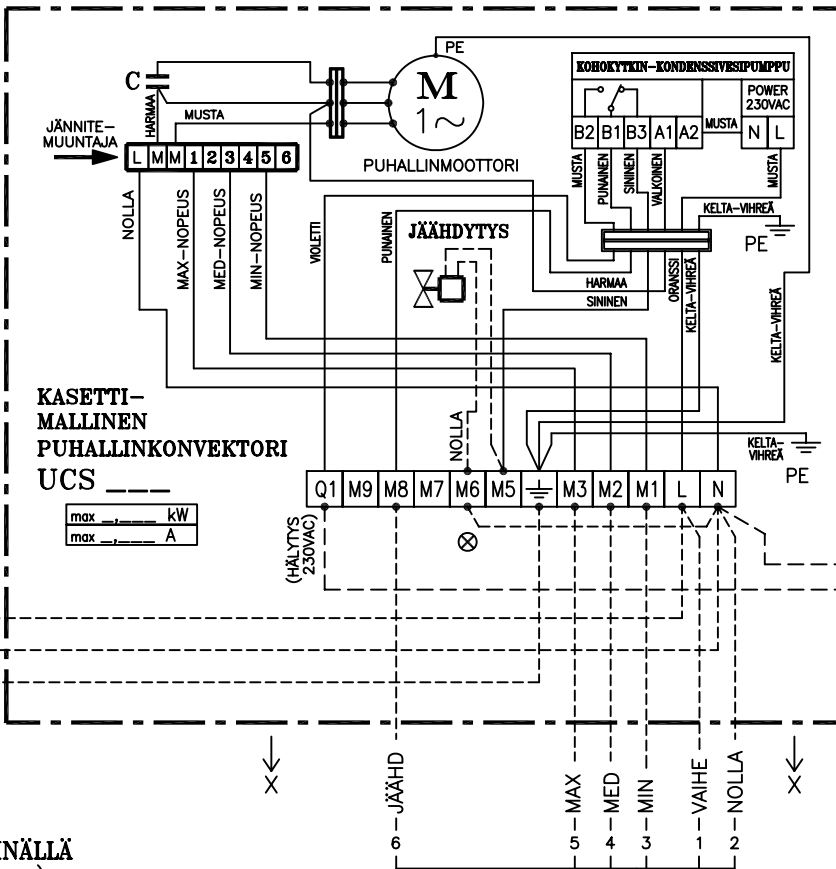 PE
KOHOKYTKIN-KONDENSSIVESIPUMPPU
POWER
230VAC
C
HARMAA
MUSTA
M
1~
B2 B1 B3 A1 A2
MUSTA
N L
JÄNNITE-
MUUNTAJA
L M M 1 2 3 4 5 6
PUHALLINMOOTTORI
MUSTA
PUNAINEN
SININEN
VALKOINEN
MUSTA
NOLLA
MAX-NOPEUS
MED-NOPEUS
MIN-NOPEUS
VIOLETTI
PUNAINEN
JÄÄHDYTYS
KELTA-VIHREÄ
PE
HARMAA
SININEN
ORANSSI
KELTA-VIHREÄ
KELTA-VIHREÄ
KASETTI-
MALLINEN
PUHALLINKONVEKTORI
UCS ____
NOLLA
KELTA-
VIHREÄ
PE
max _,___ kW
max _,___ A
Q1 M9 M8 M7 M6 M5 M3 M2 M1 L N
(HÄLYTYS
230VAC)
X
JÄÄHD
MAX
MED
MIN
VAIHE
NOLLA
X
6 5 4 3 1 2
INÄLLÄ